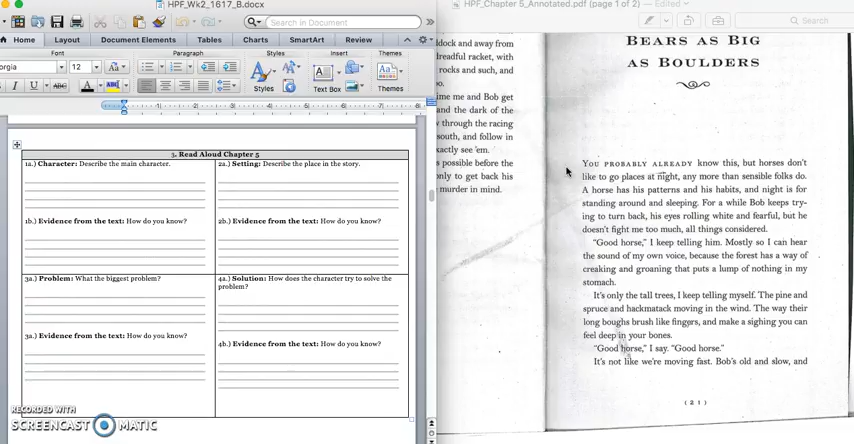 HPF_Wk2_1617_B.docx
Search in Document
Home Layout Document Elements Tables Charts SmartArt Review
Font Paragraph Styles Insert Themes
orgia 12 Aa
I U ABC A
A Styles
Text Box
Aa Themes
3. Read Aloud Chapter 5
1a.) Character: Describe the main character.
1b.) Evidence from the text: How do you know?
2a.) Setting: Describe the place in the story.
2b.) Evidence from the text: How do you know?
3a.) Problem: What the biggest problem?
3a.) Evidence from the text: How do you know?
4a.) Solution: How does the character try to solve the
problem?
4b.) Evidence from the text: How do you know?
RECORDED WITH
SCREENCAST MATIC
HPF_Chapter 5_Annotated.pdf (page 1 of 2) — Edited
Search
ddock and away from
dreadful racket, with
rocks and such, and
oo.
ime me and Bob get
and the dark of the
through the racing
south, and follow in
exactly see 'em.
s possible before the
only to get back his
murder in mind.
BEARS AS BIG
AS BOULDERS
YOU PROBABLY ALREADY know this, but horses don't
like to go places at night, any more than sensible folks do.
A horse has his patterns and his habits, and night is for
standing around and sleeping. For a while Bob keeps try-
ing to turn back, his eyes rolling white and fearful, but he
doesn't fight me too much, all things considered.
"Good horse," I keep telling him. Mostly so I can hear
the sound of my own voice, because the forest has a way of
creaking and groaning that puts a lump of nothing in my
stomach.
It's only the tall trees, I keep telling myself. The pine and
spruce and hackmatack moving in the wind. The way their
long boughs brush like fingers, and make a sighing you can
feel deep in your bones.
"Good horse," I say. "Good horse."
It's not like we're moving fast. Bob's old and slow, and
(21)